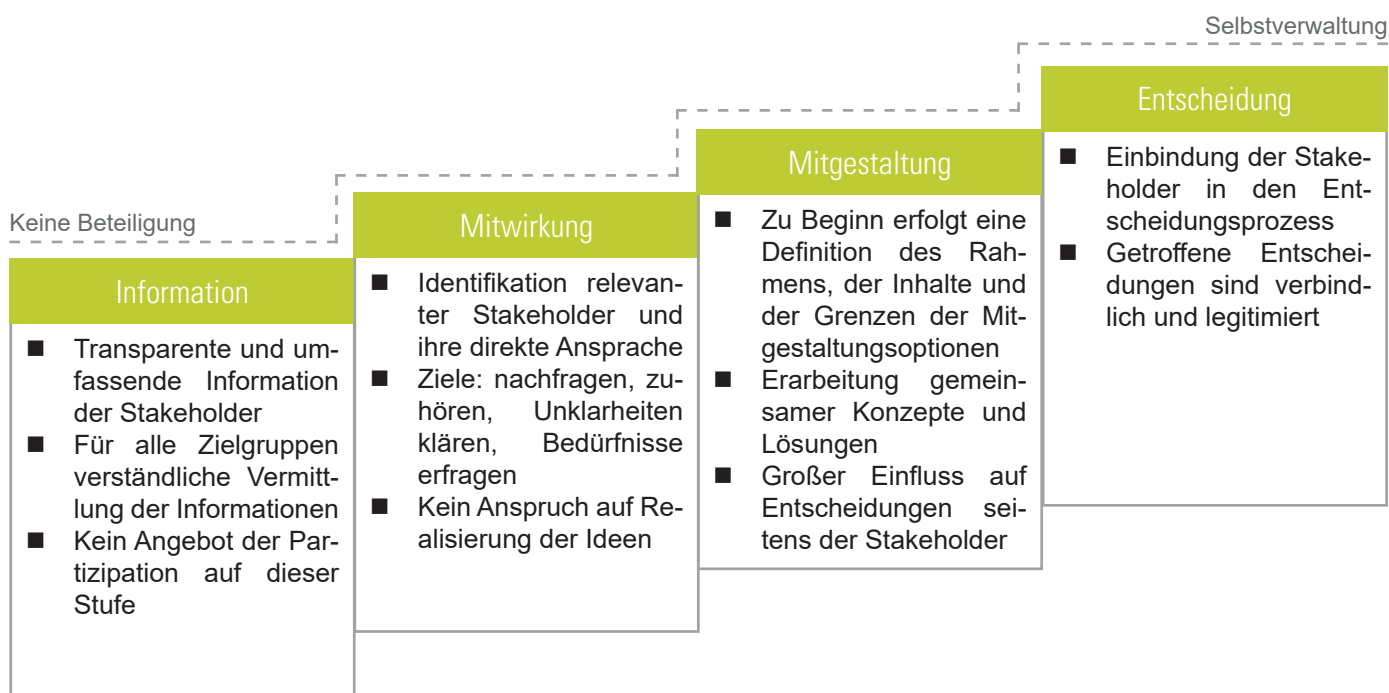 Selbstverwaltung
Keine Beteiligung
Information
■ Transparente und um-
fassende Information
der Stakeholder
■ Für alle Zielgruppen
verständliche Vermitt-
lung der Informationen
■ Kein Angebot der Par-
tizipation auf dieser
Stufe
Mitwirkung
■ Identifikation relevan-
ter Stakeholder und
ihre direkte Ansprache
■ Ziele: nachfragen, zu-
hören, Unklarheiten
klären, Bedürfnisse
erfragen
■ Kein Anspruch auf Re-
alisierung der Ideen
Mitgestaltung
■ Zu Beginn erfolgt eine
Definition des Rah-
mens, der Inhalte und
der Grenzen der Mit-
gestaltungsoptionen
■ Erarbeitung gemein-
samer Konzepte und
Lösungen
■ Großer Einfluss auf
Entscheidungen sei-
tens der Stakeholder
Entscheidung
■ Einbindung der Stake-
holder in den Ent-
scheidungsprozess
■ Getroffene Entschei-
dungen sind verbind-
lich und legitimiert